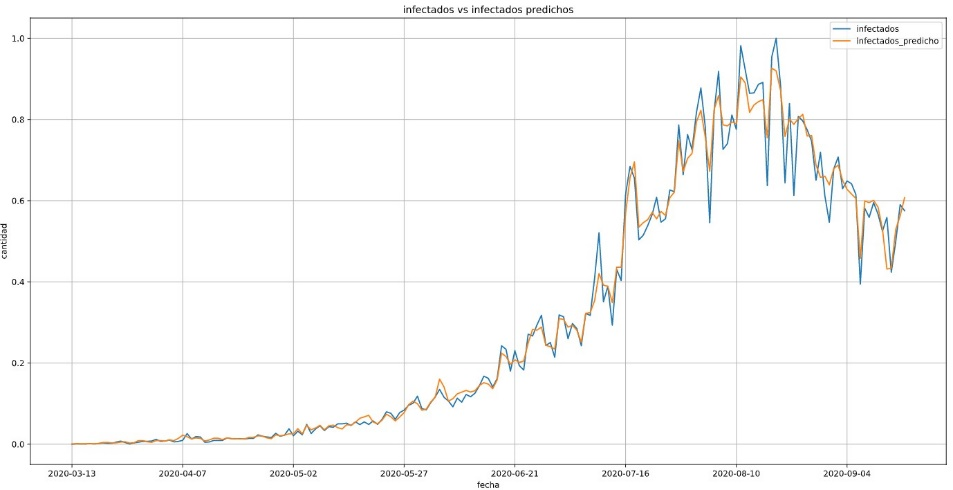 infectados vs infectados predichos
infectados
Infectados_predicho
1.0
0.8
0.6
0.4
0.2
0.0
cantidad
2020-03-13 2020-04-07 2020-05-02 2020-05-27 2020-06-21 2020-07-16 2020-08-10 2020-09-04
fecha